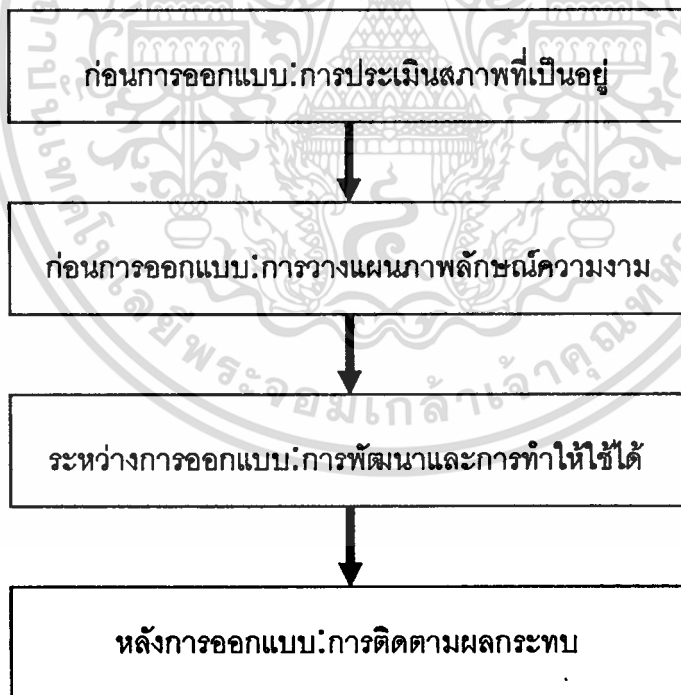 ก่อนการออกแบบ:การประเมินสภาพที่เป็นอยู่
ก่อนการออกแบบ:การวางแผนภาพลักษณ์ความงาม
ระหว่างการออกแบบ:การพัฒนาและการทำให้ใช้ได้
หลังการออกแบบ:การติดตามผลกระทบ